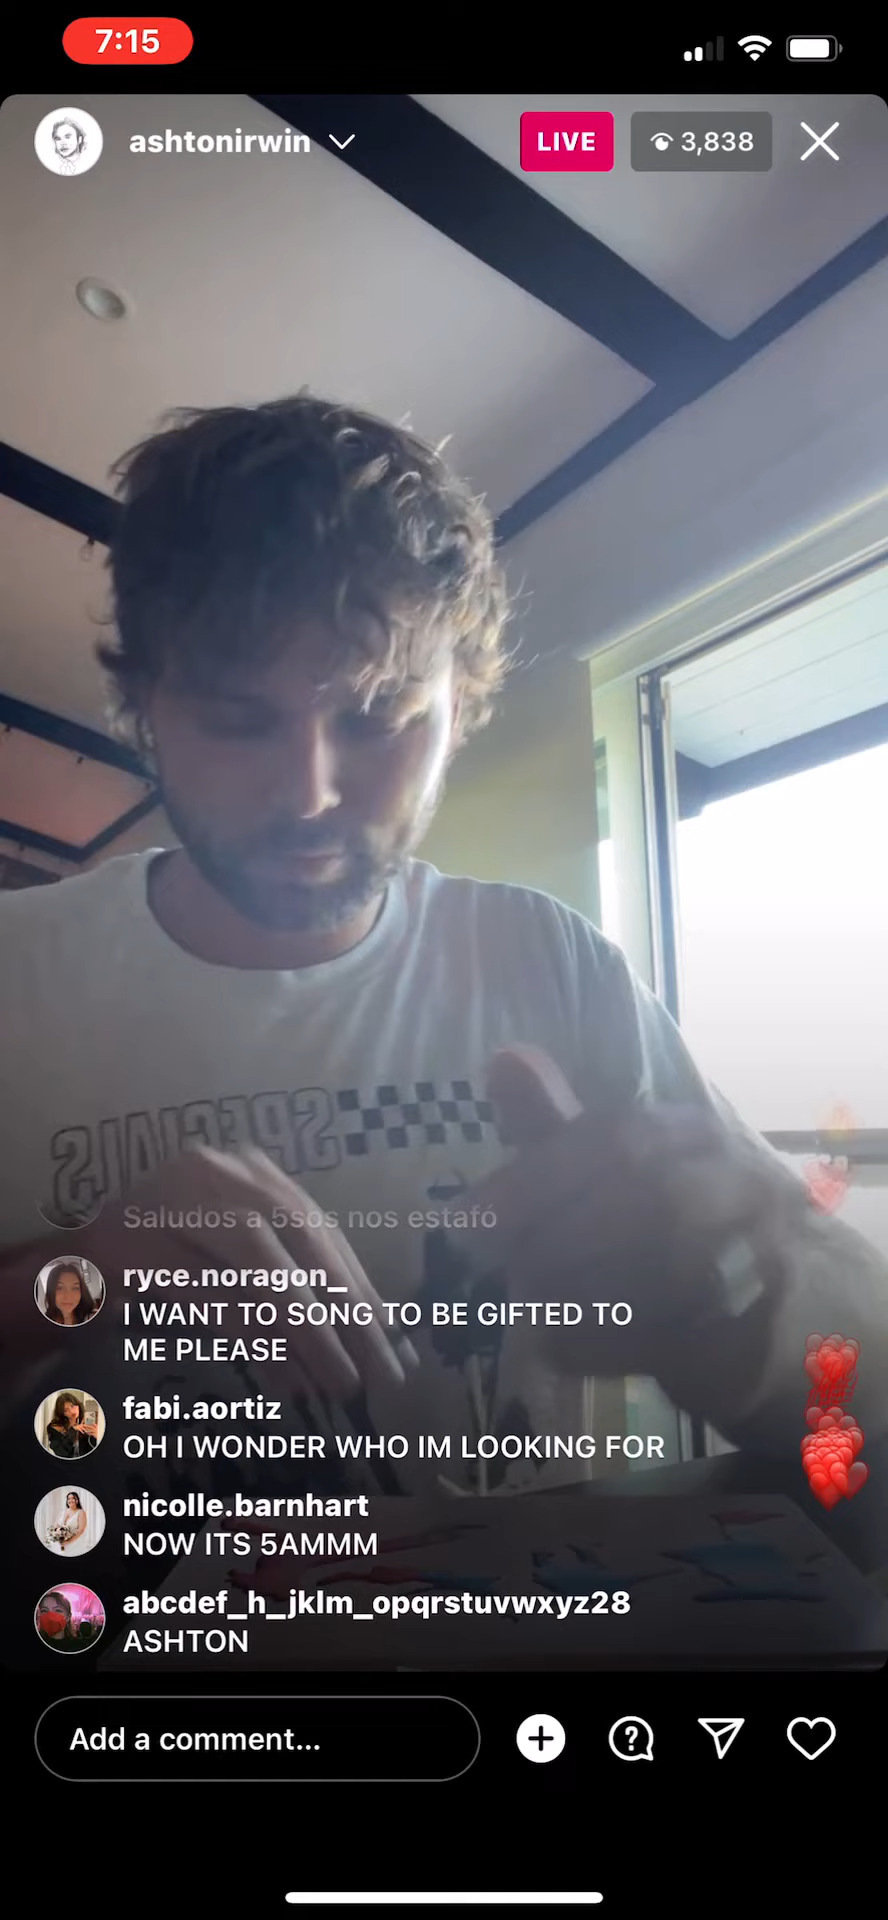 7:15
ashtonirwin
LIVE
3,838
SPECIALS
Saludos a 5sos nos estafó
ryce.noragon_
I WANT TO SONG TO BE GIFTED TO
ME PLEASE
fabi.aortiz
OH I WONDER WHO IM LOOKING FOR
nicolle.barnhart
NOW ITS 5AMMM
abcdef_h_jklm_opqrstuvwxyz28
ASHTON
Add a comment...